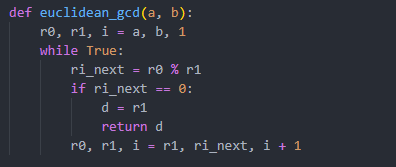 def euclidean_gcd(a, b):
    r0, r1, i = a, b, 1
    while True:
        ri_next = r0 % r1
        if ri_next == 0:
            d = r1
            return d
        r0, r1, i = r1, ri_next, i + 1